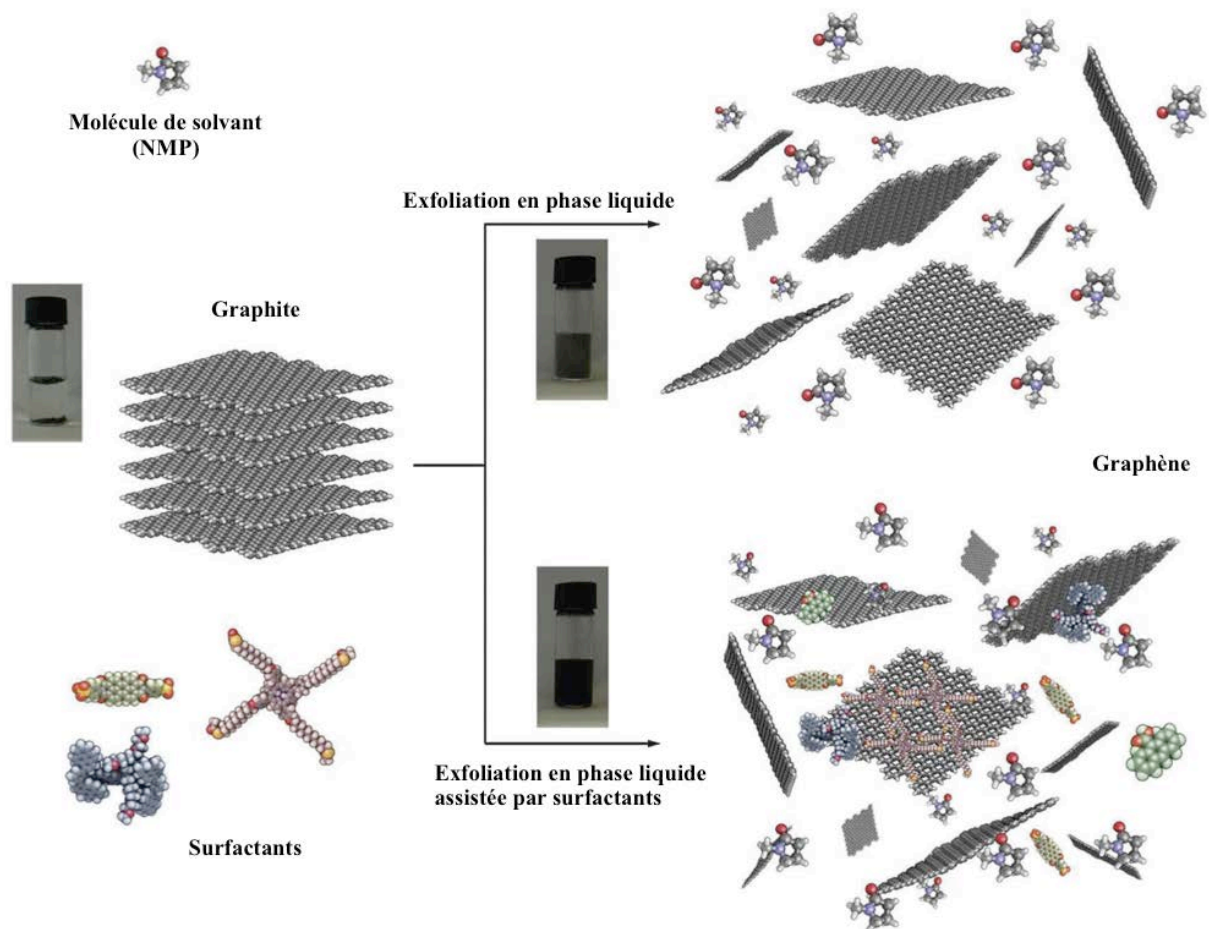 Molécule de solvant
(NMP)
Exfoliation en phase liquide
Graphite
Graphène
Exfoliation en phase liquide
assistée par surfactants
Surfactants